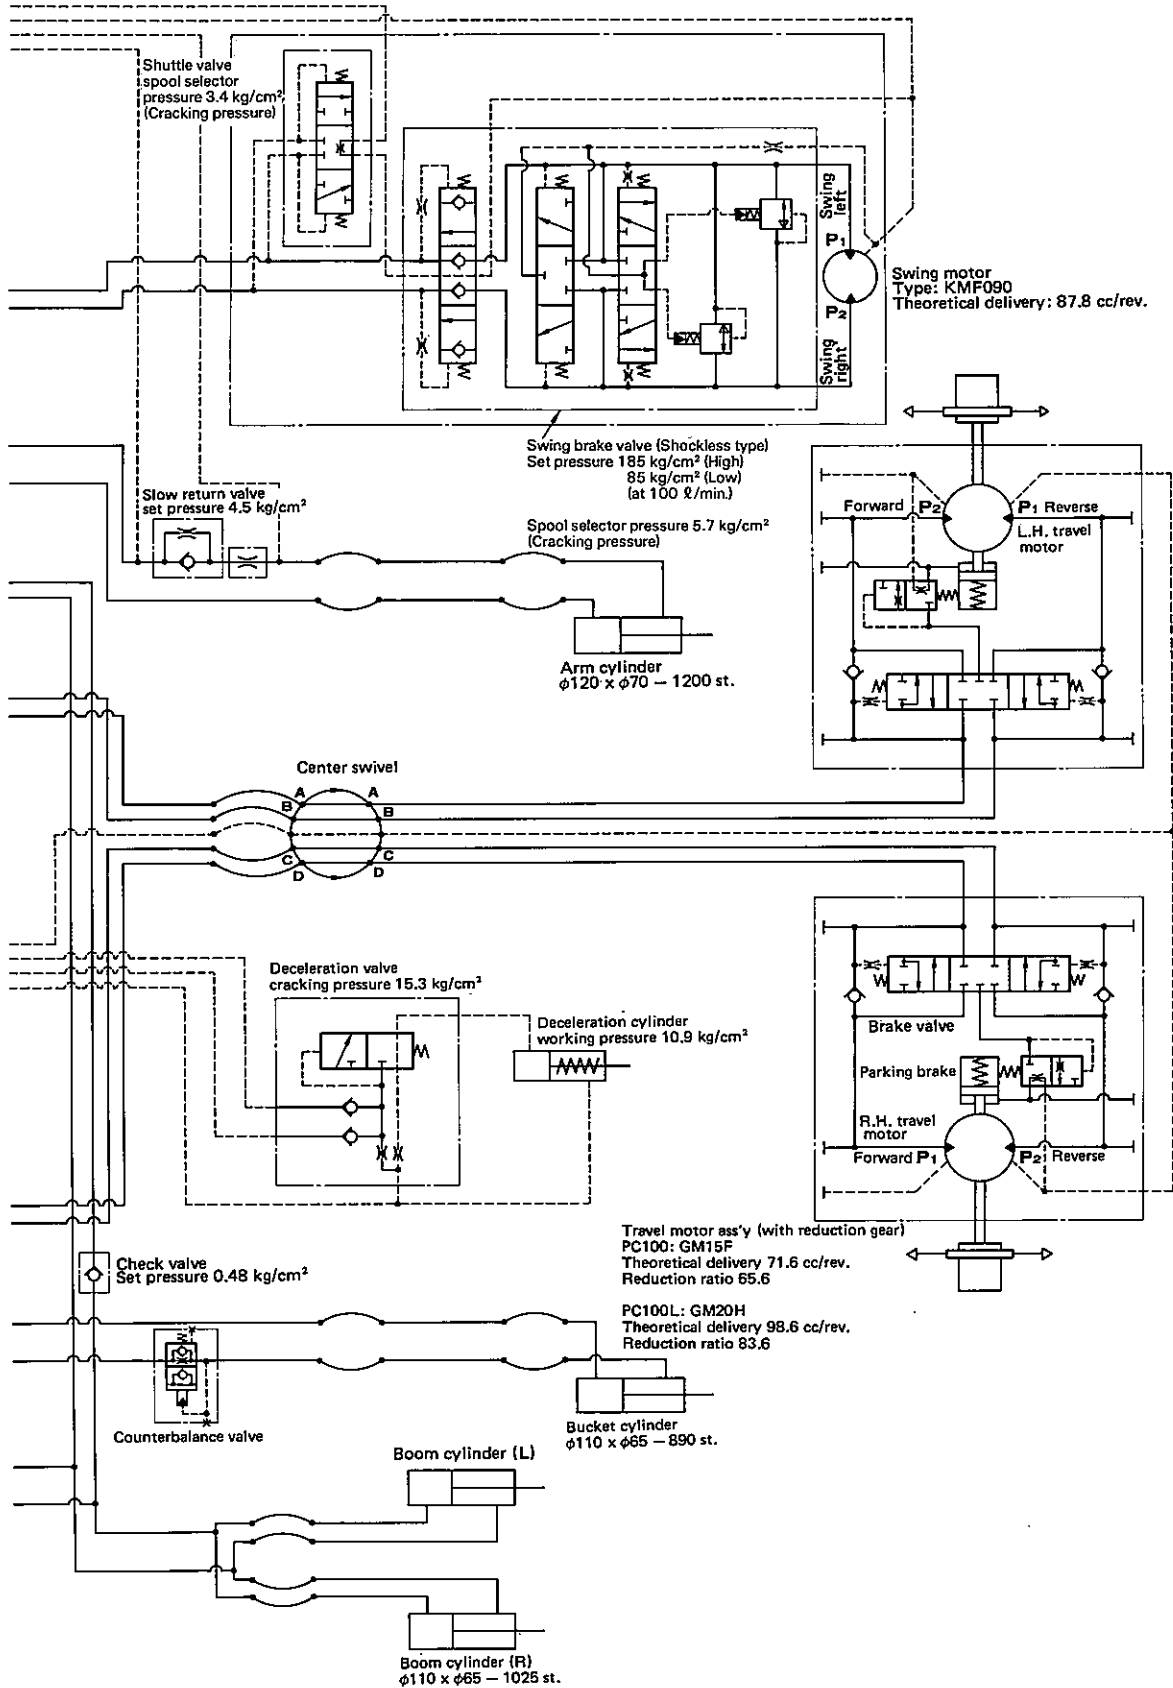 Shuttle valve
spool selector
pressure 3.4 kg/cm²
(Cracking pressure)
Swing left
P₁
P₂
Swing right
Swing motor
Type: KMF090
Theoretical delivery: 87.8 cc/rev.
Swing brake valve (Shockless type)
Set pressure 185 kg/cm² (High)
85 kg/cm² (Low)
(at 100 ℓ/min.)
Slow return valve
set pressure 4.5 kg/cm²
Spool selector pressure 5.7 kg/cm²
(Cracking pressure)
Forward P₂
P₁ Reverse
L.H. travel
motor
Arm cylinder
φ120 x φ70 – 1200 st.
Center swivel
A A
B B
C C
D D
Deceleration valve
cracking pressure 15.3 kg/cm²
Deceleration cylinder
working pressure 10.9 kg/cm²
Brake valve
Parking brake
R.H. travel
motor
Forward P₁
P₂ Reverse
Travel motor ass'y (with reduction gear)
PC100: GM15F
Theoretical delivery 71.6 cc/rev.
Reduction ratio 65.6
PC100L: GM20H
Theoretical delivery 98.6 cc/rev.
Reduction ratio 83.6
Check valve
Set pressure 0.48 kg/cm²
Counterbalance valve
Bucket cylinder
φ110 x φ65 – 890 st.
Boom cylinder (L)
Boom cylinder (R)
φ110 x φ65 – 1025 st.